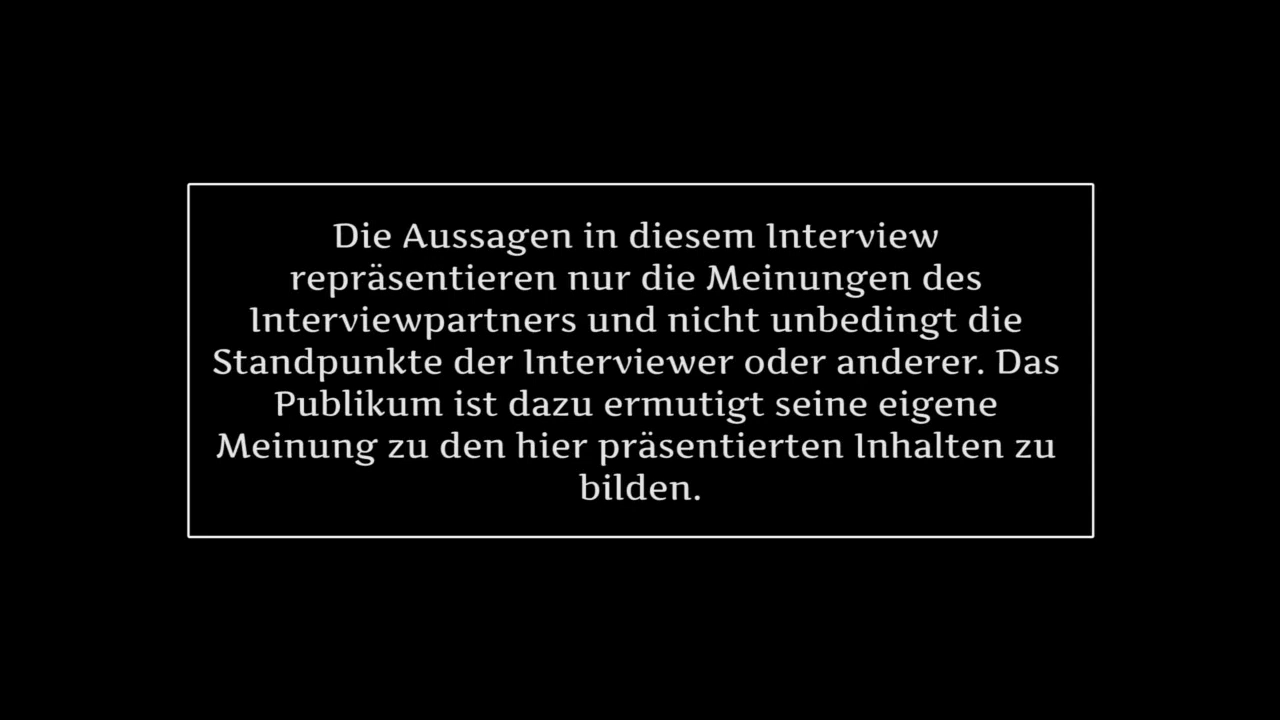 Die Aussagen in diesem Interview
repräsentieren nur die Meinungen des
Interviewpartners und nicht unbedingt die
Standpunkte der Interviewer oder anderer. Das
Publikum ist dazu ermutigt seine eigene
Meinung zu den hier präsentierten Inhalten zu
bilden.